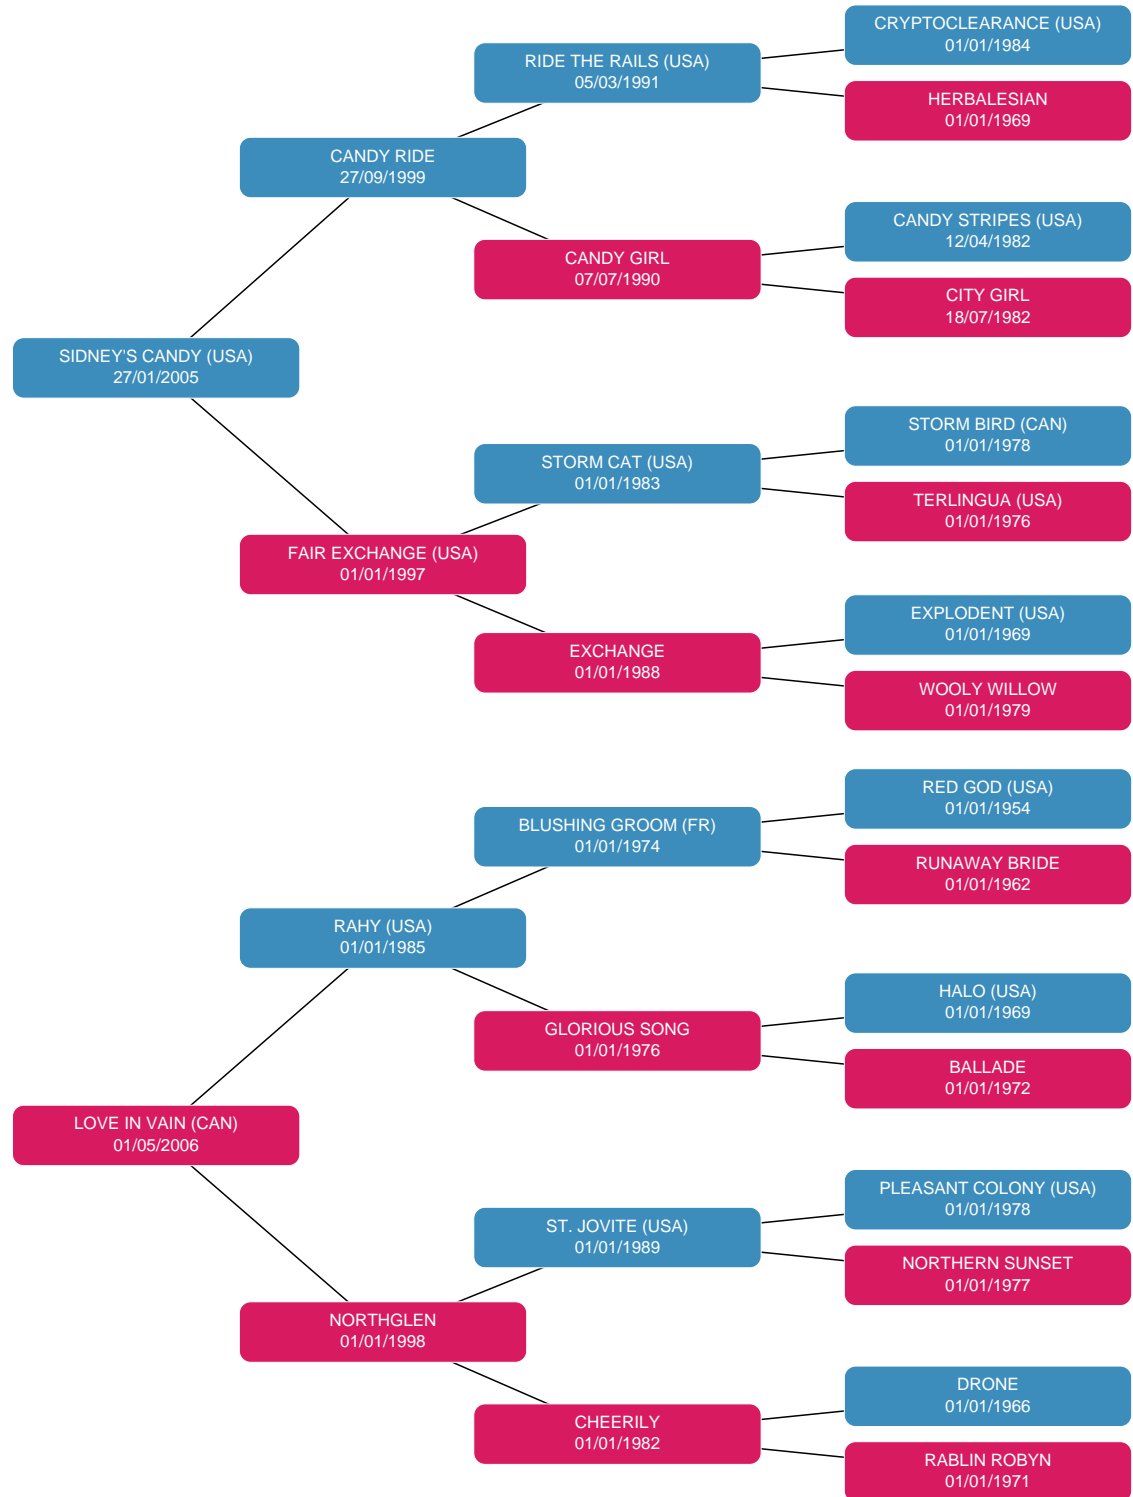 CRYPTOCLEARANCE (USA)
01/01/1984
RIDE THE RAILS (USA)
05/03/1991
HERBALESIAN
01/01/1969
CANDY RIDE
27/09/1999
CANDY STRIPES (USA)
12/04/1982
CANDY GIRL
07/07/1990
CITY GIRL
18/07/1982
SIDNEY'S CANDY (USA)
27/01/2005
STORM BIRD (CAN)
01/01/1978
STORM CAT (USA)
01/01/1983
TERLINGUA (USA)
01/01/1976
FAIR EXCHANGE (USA)
01/01/1997
EXPLODENT (USA)
01/01/1969
EXCHANGE
01/01/1988
WOOLY WILLOW
01/01/1979
RED GOD (USA)
01/01/1954
BLUSHING GROOM (FR)
01/01/1974
RUNAWAY BRIDE
01/01/1962
RAHY (USA)
01/01/1985
HALO (USA)
01/01/1969
GLORIOUS SONG
01/01/1976
BALLADE
01/01/1972
LOVE IN VAIN (CAN)
01/05/2006
PLEASANT COLONY (USA)
01/01/1978
ST. JOVITE (USA)
01/01/1989
NORTHERN SUNSET
01/01/1977
NORTHGLEN
01/01/1998
DRONE
01/01/1966
CHEERILY
01/01/1982
RABLIN ROBYN
01/01/1971